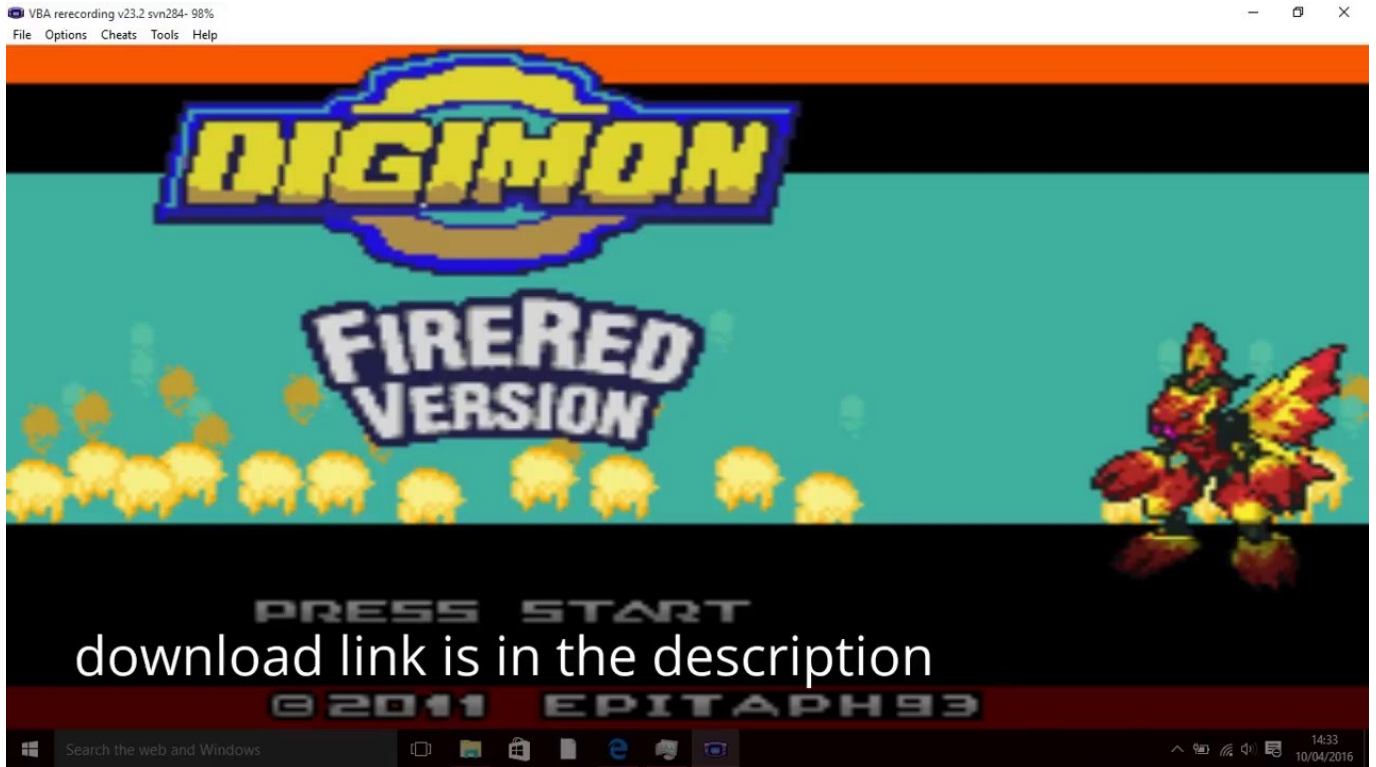 VBA rerecording v23.2 svn284- 98%
File Options Cheats Tools Help
DIGIMON
FIRERED
VERSION
PRESS START
download link is in the description
©2011 EPITAPH93
Search the web and Windows
14:33
10/04/2016